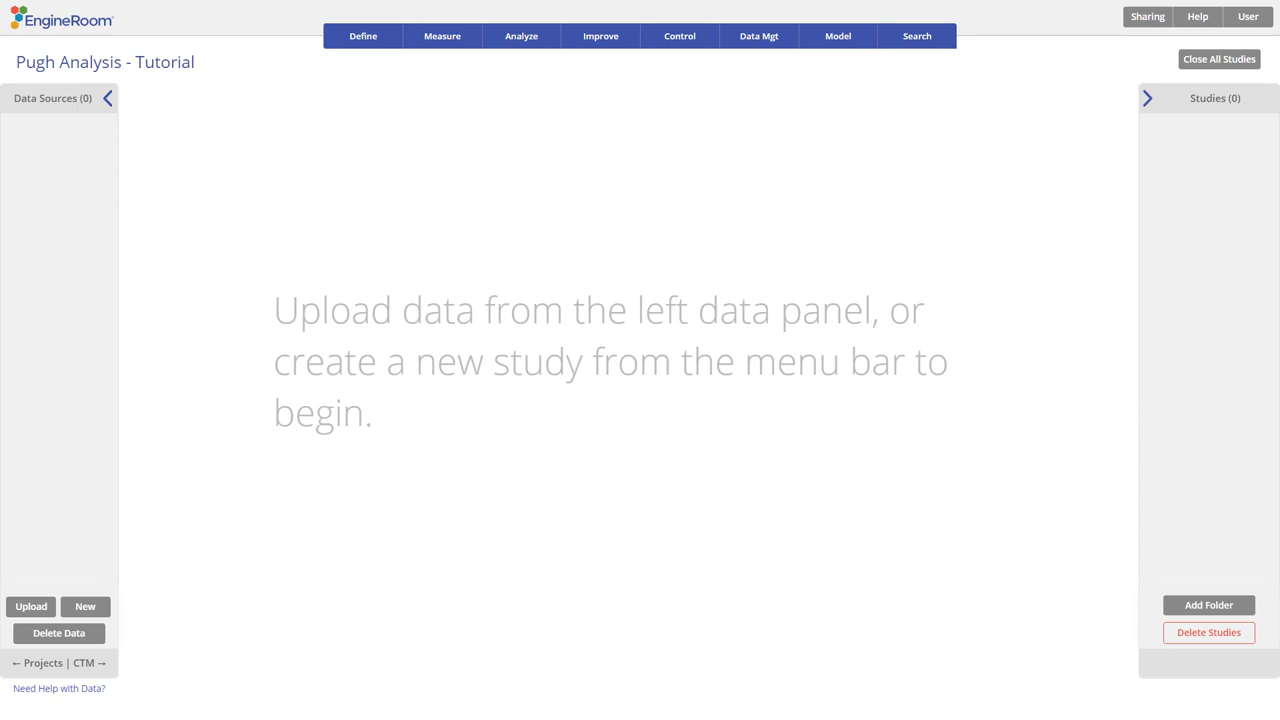 EngineRoom
Sharing
Help
User
Define
Measure
Analyze
Improve
Control
Data Mgt
Model
Search
Pugh Analysis - Tutorial
Close All Studies
Data Sources (0)
Studies (0)
Upload data from the left data panel, or
create a new study from the menu bar to
begin.
Upload
New
Delete Data
← Projects | CTM →
Need Help with Data?
Add Folder
Delete Studies